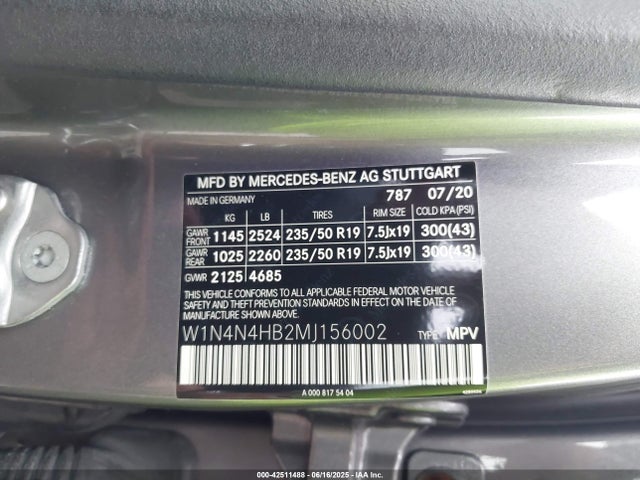 MFD BY MERCEDES-BENZ AG STUTTGART
MADE IN GERMANY 787 07/20
KG LB TIRES RIM SIZE COLD KPA (PSI)
GAWR FRONT 1145 2524 235/50 R19 7.5Jx19 300(43)
GAWR REAR 1025 2260 235/50 R19 7.5Jx19 300(43)
GVWR 2125 4685
THIS VEHICLE CONFORMS TO ALL APPLICABLE FEDERAL MOTOR VEHICLE
SAFETY AND THEFT PREVENTION STANDARDS IN EFFECT ON THE DATE OF
MANUFACTURE SHOWN ABOVE.
W1N4N4HB2MJ156002 TYPE: MPV
A 000 817 54 04
000-42511488 - 06/16/2025 - IAA Inc.